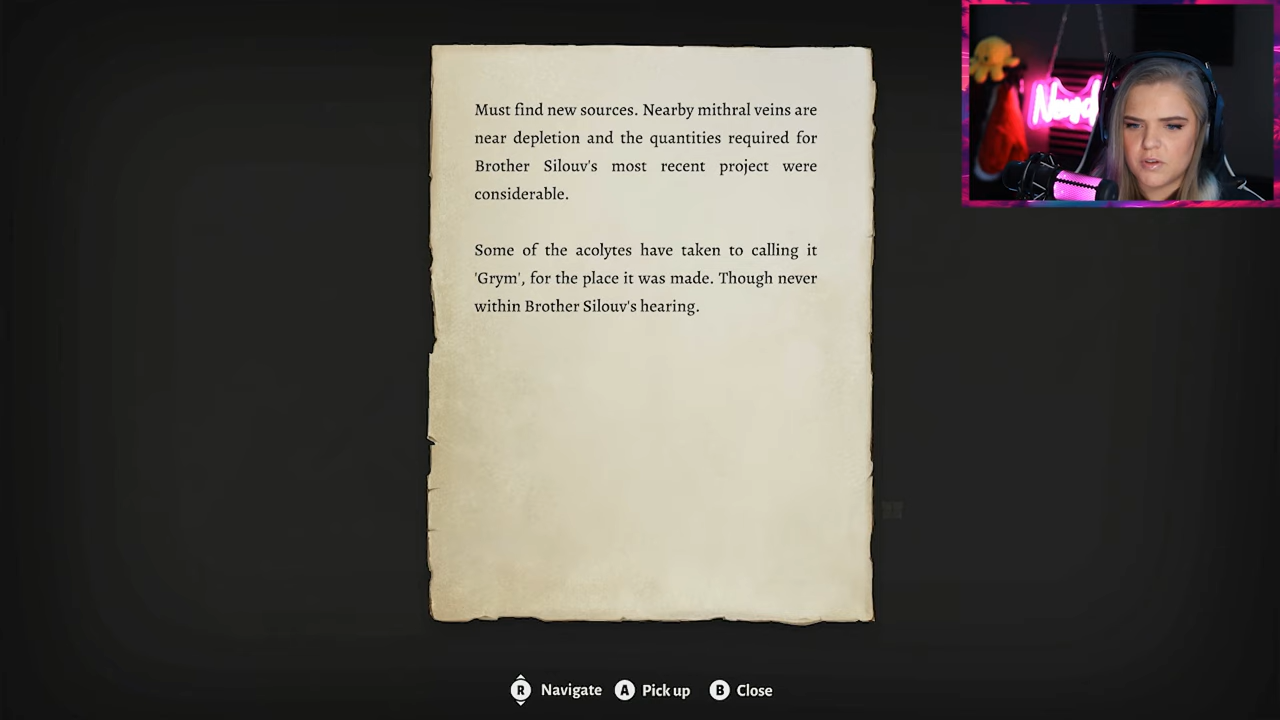 Must find new sources. Nearby mithral veins are
near depletion and the quantities required for
Brother Silouv's most recent project were
considerable.
Some of the acolytes have taken to calling it
'Grym', for the place it was made. Though never
within Brother Silouv's hearing.
R Navigate A Pick up B Close